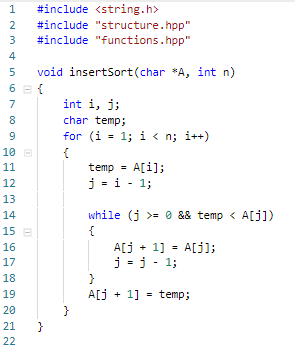 1 #include <string.h>
2 #include "structure.hpp"
3 #include "functions.hpp"
4
5 void insertSort(char *A, int n)
6 {
7     int i, j;
8     char temp;
9     for (i = 1; i < n; i++)
10     {
11         temp = A[i];
12         j = i - 1;
13
14         while (j >= 0 && temp < A[j])
15         {
16             A[j + 1] = A[j];
17             j = j - 1;
18         }
19         A[j + 1] = temp;
20     }
21 }
22